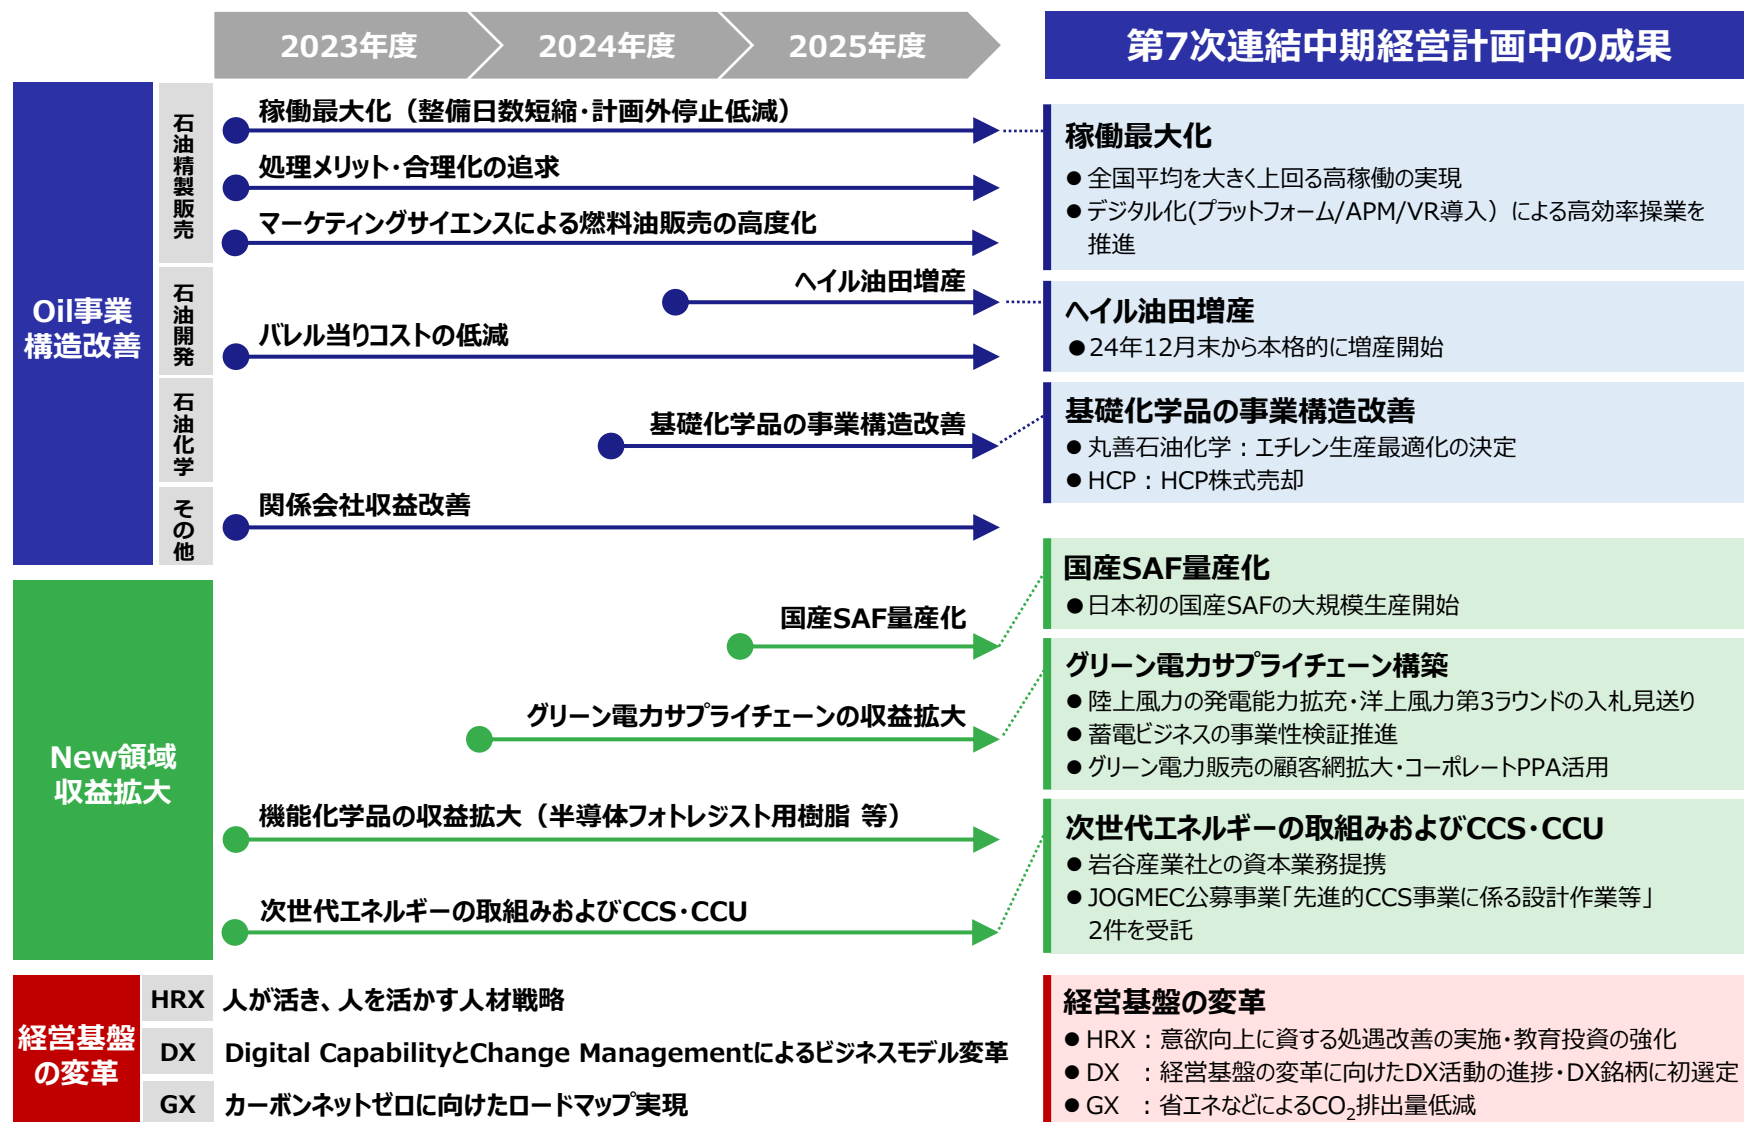 2023年度
2024年度
2025年度
第7次連結中期経営計画中の成果
Oil事業
構造改善
石油精製販売
稼働最大化（整備日数短縮・計画外停止低減）
処理メリット・合理化の追求
マーケティングサイエンスによる燃料油販売の高度化
石油開発
ヘイル油田増産
バレル当りコストの低減
石油化学
基礎化学品の事業構造改善
その他
関係会社収益改善
稼働最大化
●全国平均を大きく上回る高稼働の実現
●デジタル化(プラットフォーム/APM/VR導入）による高効率操業を
推進
ヘイル油田増産
●24年12月末から本格的に増産開始
基礎化学品の事業構造改善
●丸善石油化学：エチレン生産最適化の決定
●HCP：HCP株式売却
New領域
収益拡大
国産SAF量産化
グリーン電力サプライチェーンの収益拡大
機能化学品の収益拡大（半導体フォトレジスト用樹脂 等）
次世代エネルギーの取組みおよびCCS・CCU
国産SAF量産化
●日本初の国産SAFの大規模生産開始
グリーン電力サプライチェーン構築
●陸上風力の発電能力拡充・洋上風力第3ラウンドの入札見送り
●蓄電ビジネスの事業性検証推進
●グリーン電力販売の顧客網拡大・コーポレートPPA活用
次世代エネルギーの取組みおよびCCS・CCU
●岩谷産業社との資本業務提携
●JOGMEC公募事業「先進的CCS事業に係る設計作業等」
2件を受託
経営基盤
の変革
HRX 人が活き、人を活かす人材戦略
DX Digital CapabilityとChange Managementによるビジネスモデル変革
GX カーボンネットゼロに向けたロードマップ実現
経営基盤の変革
●HRX：意欲向上に資する処遇改善の実施・教育投資の強化
●DX ：経営基盤の変革に向けたDX活動の進捗・DX銘柄に初選定
●GX ：省エネなどによるCO₂排出量低減